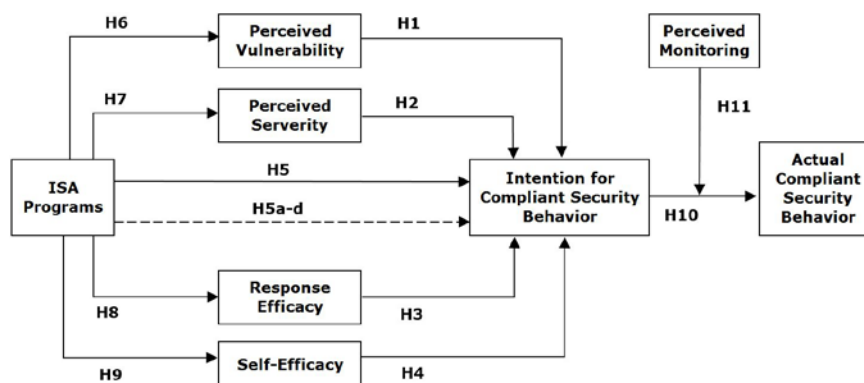 H6
Perceived
Vulnerability
H1
Perceived
Monitoring
H7
Perceived
Serverity
H2
H11
ISA
Programs
H5
H5a-d
Intention for
Compliant Security
Behavior
H10
Actual
Compliant
Security
Behavior
H8
Response
Efficacy
H3
H9
Self-Efficacy
H4